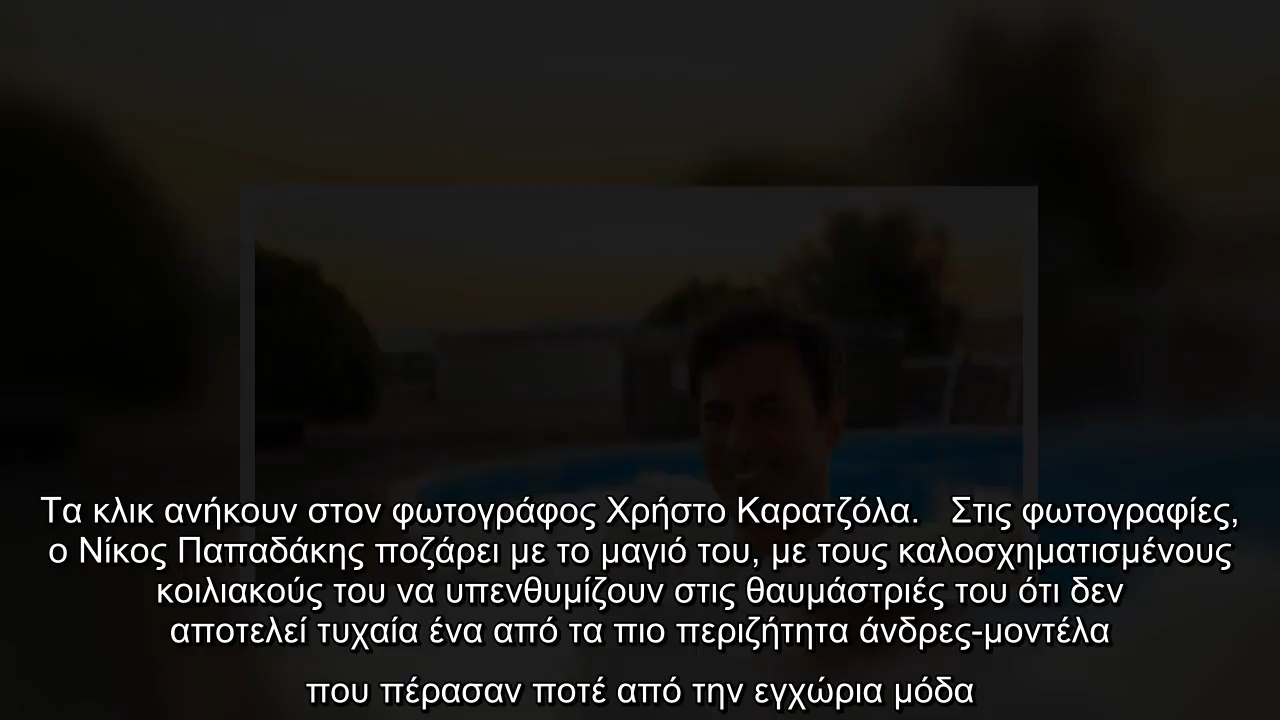 Τα κλικ ανήκουν στον φωτογράφος Χρήστο Καρατζόλα.   Στις φωτογραφίες,
ο Νίκος Παπαδάκης ποζάρει με το μαγιό του, με τους καλοσχηματισμένους
κοιλιακούς του να υπενθυμίζουν στις θαυμάστριές του ότι δεν
αποτελεί τυχαία ένα από τα πιο περιζήτητα άνδρες-μοντέλα
που πέρασαν ποτέ από την εγχώρια μόδα